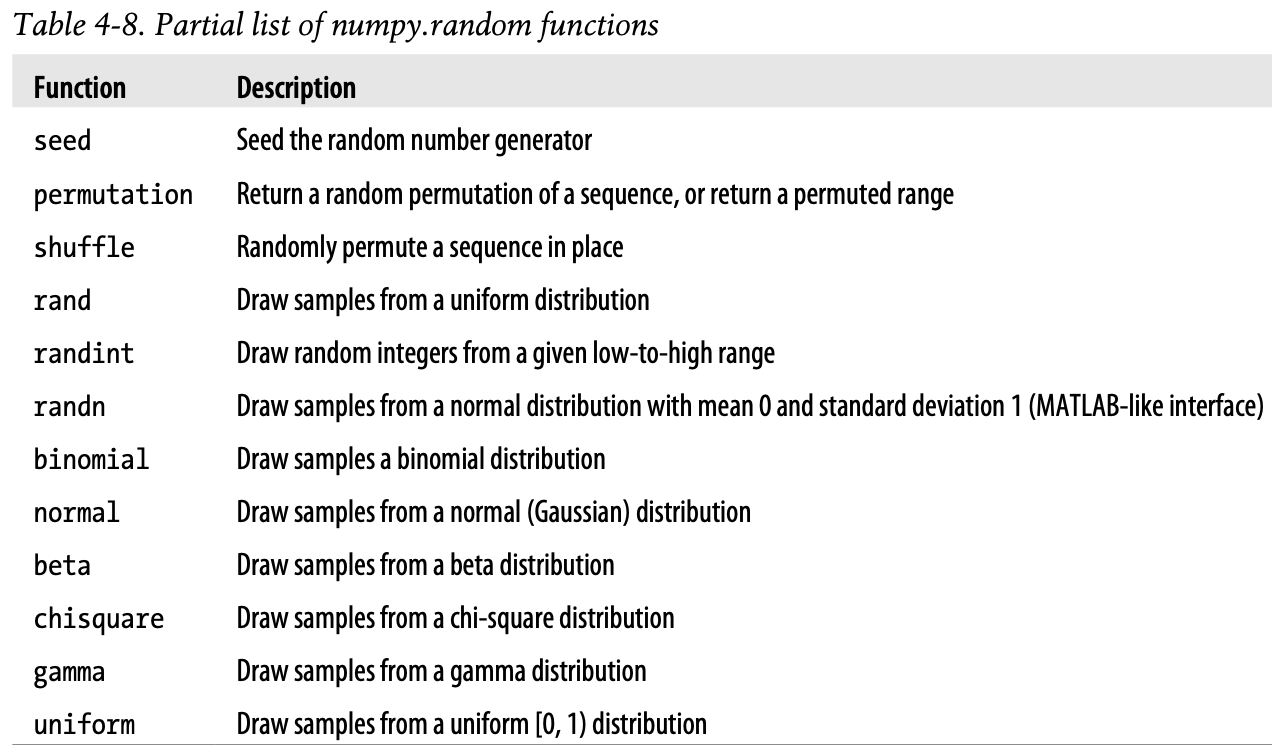 Table 4-8. Partial list of numpy.random functions
Function Description
seed Seed the random number generator
permutation Return a random permutation of a sequence, or return a permuted range
shuffle Randomly permute a sequence in place
rand Draw samples from a uniform distribution
randint Draw random integers from a given low-to-high range
randn Draw samples from a normal distribution with mean 0 and standard deviation 1 (MATLAB-like interface)
binomial Draw samples a binomial distribution
normal Draw samples from a normal (Gaussian) distribution
beta Draw samples from a beta distribution
chisquare Draw samples from a chi-square distribution
gamma Draw samples from a gamma distribution
uniform Draw samples from a uniform [0, 1) distribution